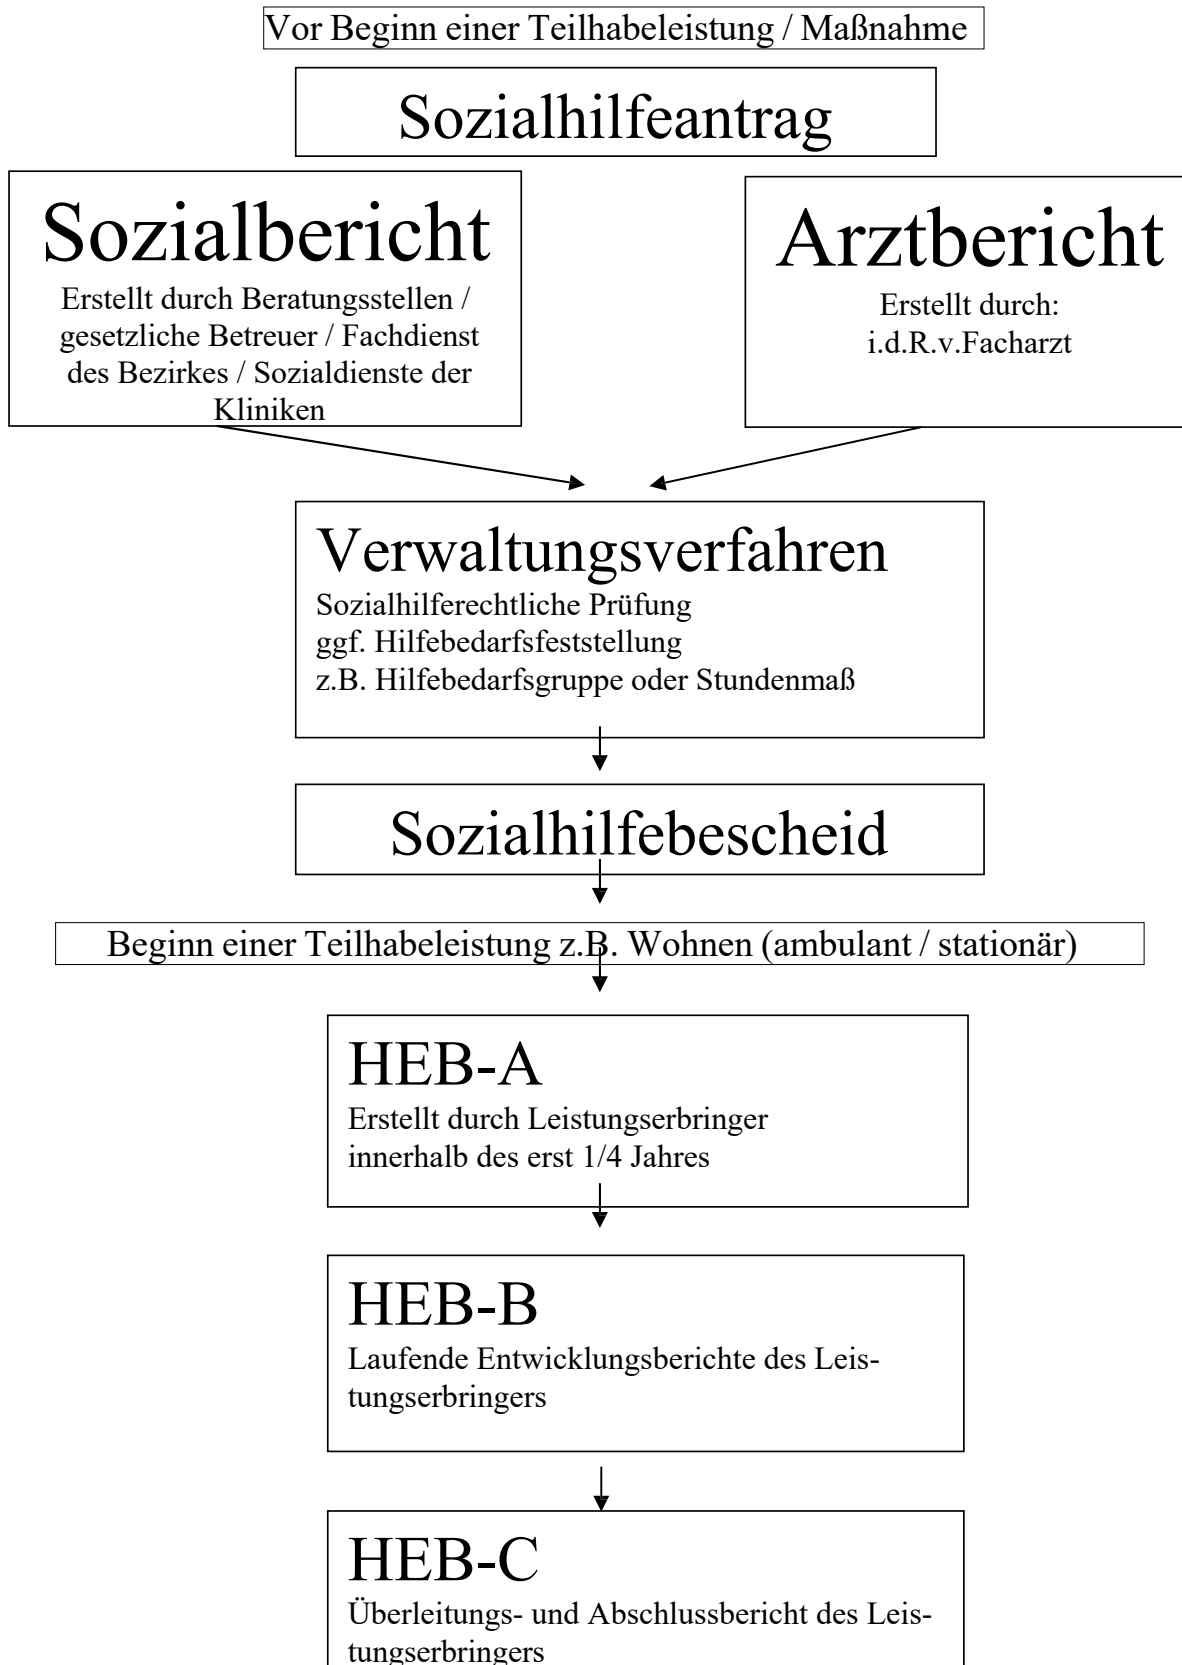 Vor Beginn einer Teilhabeleistung / Maßnahme
Sozialhilfeantrag
Sozialbericht
Erstellt durch Beratungsstellen /
gesetzliche Betreuer / Fachdienst
des Bezirkes / Sozialdienste der
Kliniken
Arztbericht
Erstellt durch:
i.d.R.v.Facharzt
Verwaltungsverfahren
Sozialhilferechtliche Prüfung
ggf. Hilfebedarfsfeststellung
z.B. Hilfebedarfsgruppe oder Stundenmaß
Sozialhilfebescheid
Beginn einer Teilhabeleistung z.B. Wohnen (ambulant / stationär)
HEB-A
Erstellt durch Leistungserbringer
innerhalb des erst 1/4 Jahres
HEB-B
Laufende Entwicklungsberichte des Leis-
tungserbringers
HEB-C
Überleitungs- und Abschlussbericht des Leis-
tungserbringers